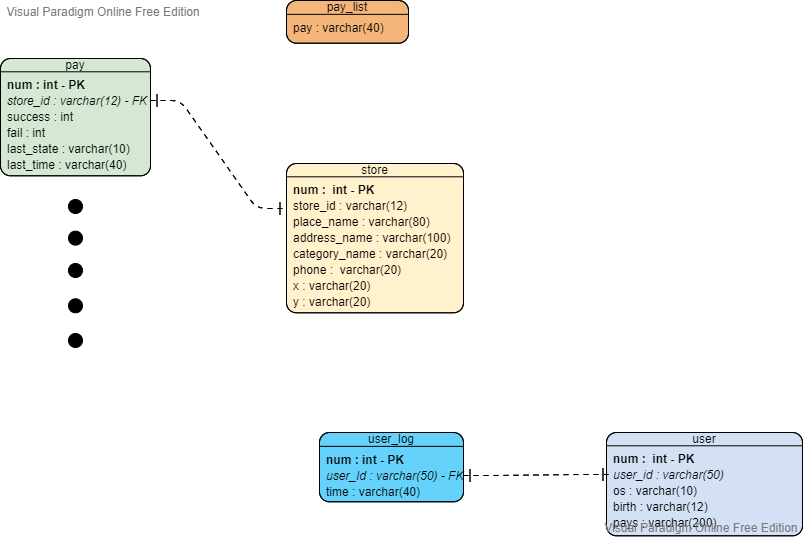 Visual Paradigm Online Free Edition
pay_list
pay : varchar(40)
pay
num : int - PK
store_id : varchar(12) - FK
success : int
fail : int
last_state : varchar(10)
last_time : varchar(40)
store
num :  int - PK
store_id : varchar(12)
place_name : varchar(80)
address_name : varchar(100)
category_name : varchar(20)
phone :  varchar(20)
x : varchar(20)
y : varchar(20)
user_log
num : int - PK
user_Id : varchar(50) - FK
time : varchar(40)
user
num :  int - PK
user_id : varchar(50)
os : varchar(10)
birth : varchar(12)
pays : varchar(200)
Visual Paradigm Online Free Edition